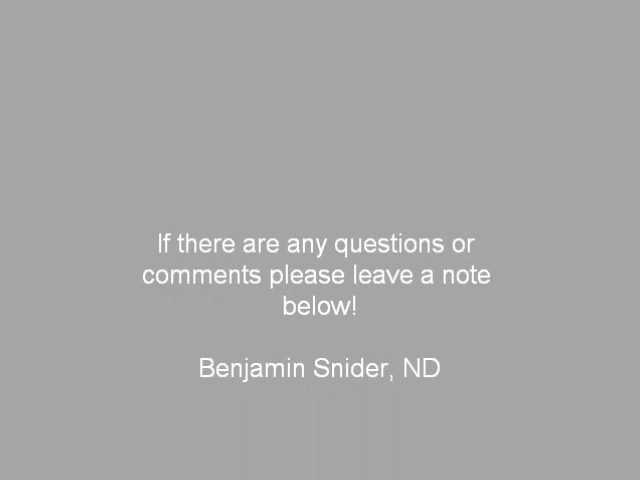 If there are any questions or
comments please leave a note
below!
Benjamin Snider, ND